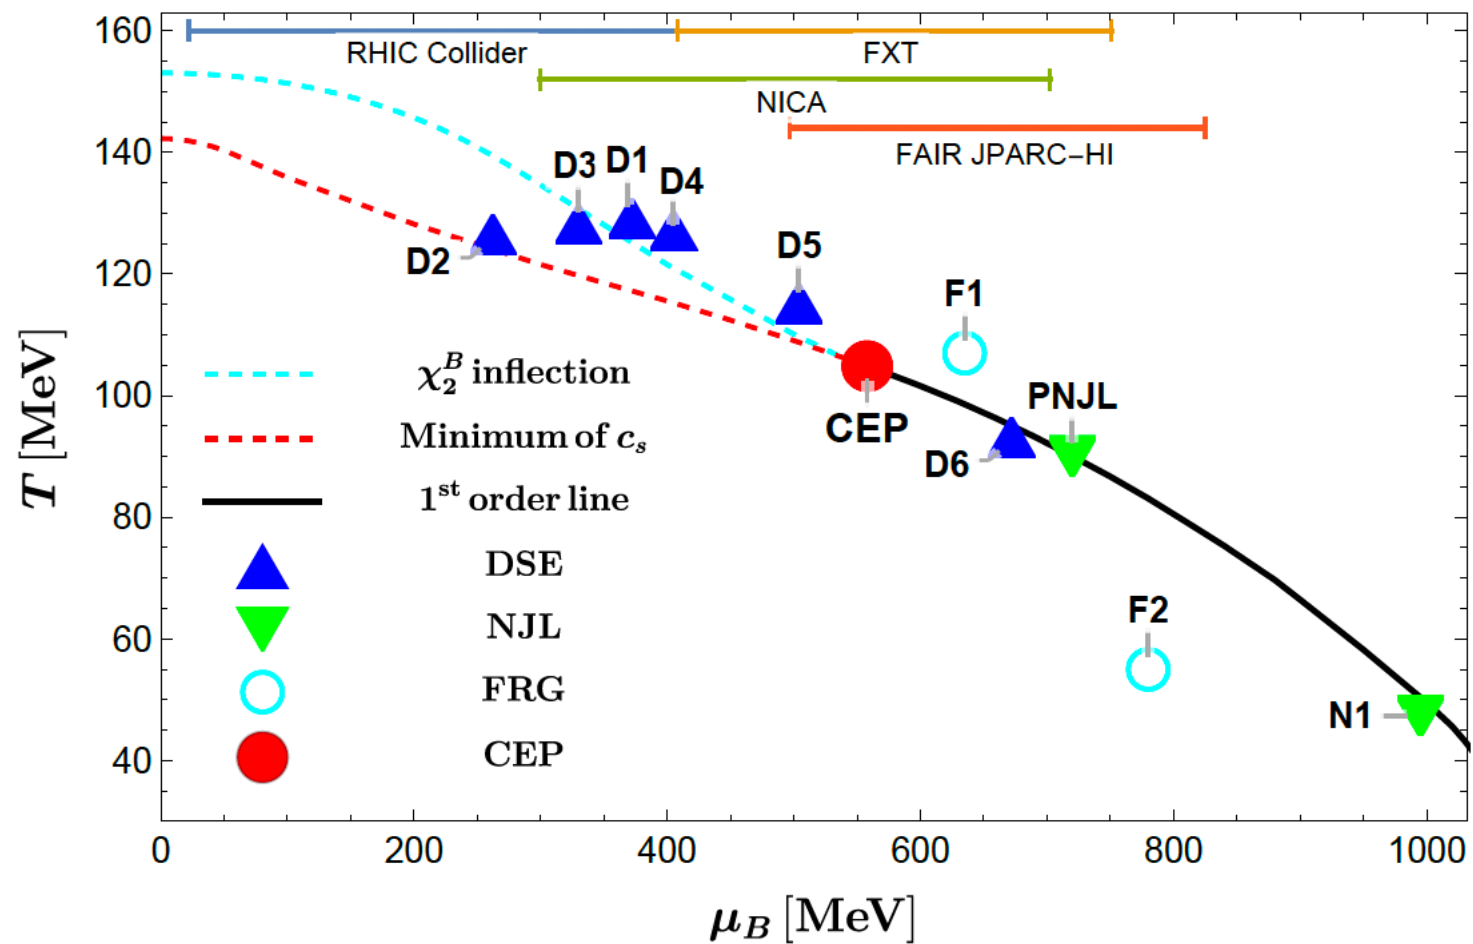 160
140
120
100
80
60
40
T [MeV]
RHIC Collider
FXT
NICA
FAIR JPARC−HI
D3
D1
D4
D2
D5
F1
CEP
PNJL
D6
F2
N1
χ₂ᴮ inflection
Minimum of cₛ
1ˢᵗ order line
DSE
NJL
FRG
CEP
0
200
400
600
800
1000
μ_B [MeV]